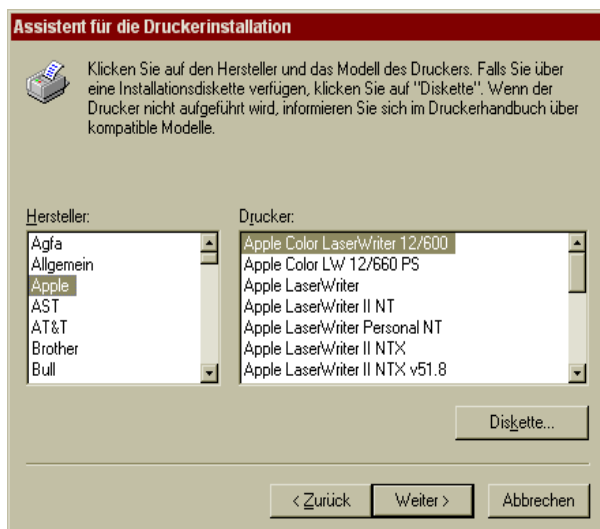 Assistent für die Druckerinstallation
Klicken Sie auf den Hersteller und das Modell des Druckers. Falls Sie über
eine Installationsdiskette verfügen, klicken Sie auf "Diskette". Wenn der
Drucker nicht aufgeführt wird, informieren Sie sich im Druckerhandbuch über
kompatible Modelle.
Hersteller:
Agfa
Allgemein
Apple
AST
AT&T
Brother
Bull
Drucker:
Apple Color LaserWriter 12/600
Apple Color LW 12/660 PS
Apple LaserWriter
Apple LaserWriter II NT
Apple LaserWriter Personal NT
Apple LaserWriter II NTX
Apple LaserWriter II NTX v51.8
Diskette...
< Zurück
Weiter >
Abbrechen